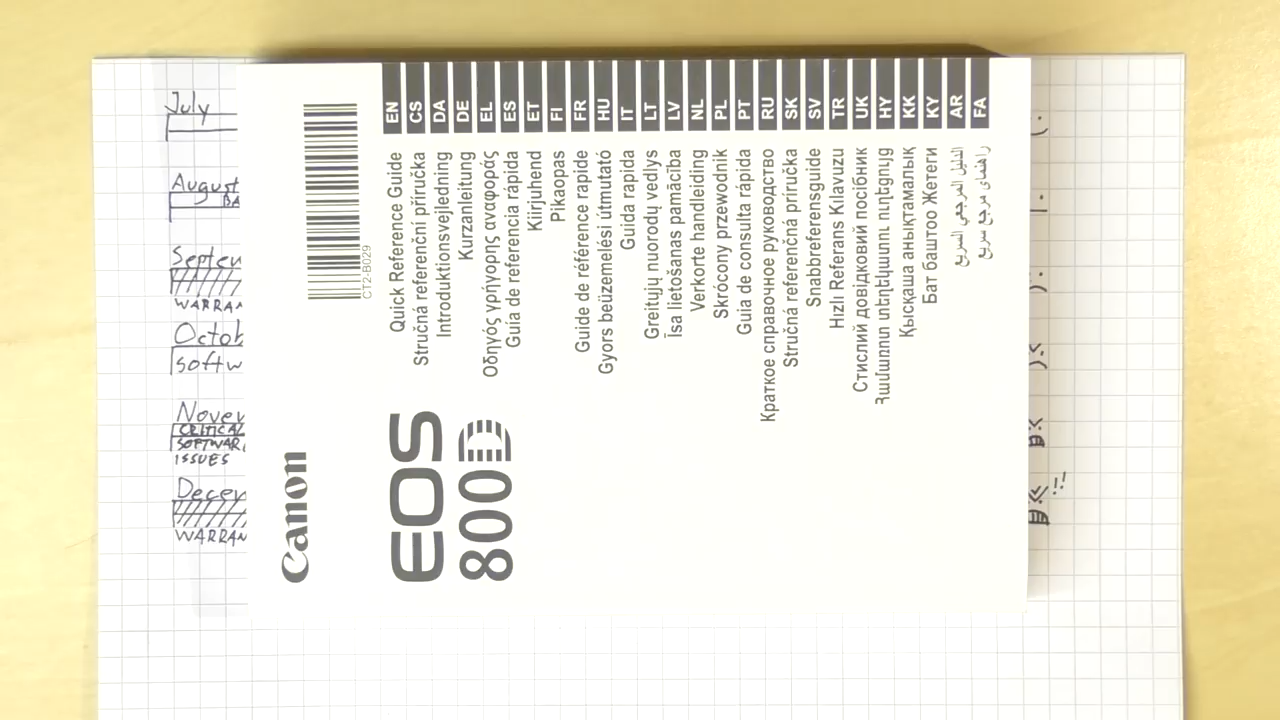 Canon
EOS
800D
CT2-B029
EN Quick Reference Guide
CS Stručná referenční příručka
DA Introduktionsvejledning
DE Kurzanleitung
EL Οδηγός γρήγορης αναφοράς
ES Guía de referencia rápida
ET Kiirjuhend
FI Pikaopas
FR Guide de référence rapide
HU Gyors beüzemelési útmutató
IT Guida rapida
LT Greitųjų nuorodų vedlys
LV Īsa lietošanas pamācība
NL Verkorte handleiding
PL Skrócony przewodnik
PT Guia de consulta rápida
RU Краткое справочное руководство
SK Stručná referenčná príručka
SV Snabbreferensguide
TR Hızlı Referans Kılavuzu
UK Стислий довідковий посібник
HY Համառոտ տեղեկատու ուղեցույց
KK Қысқаша анықтамалық
KY Бат баштоо Жетеги
AR الدليل المرجعي السريع
FA راهنمای مرجع سریع
July
August
Septem
WARRAN
Octob
Softw
Novem
CRITICAL
SOFTWAR
ISSUES
Decem
WARRAN